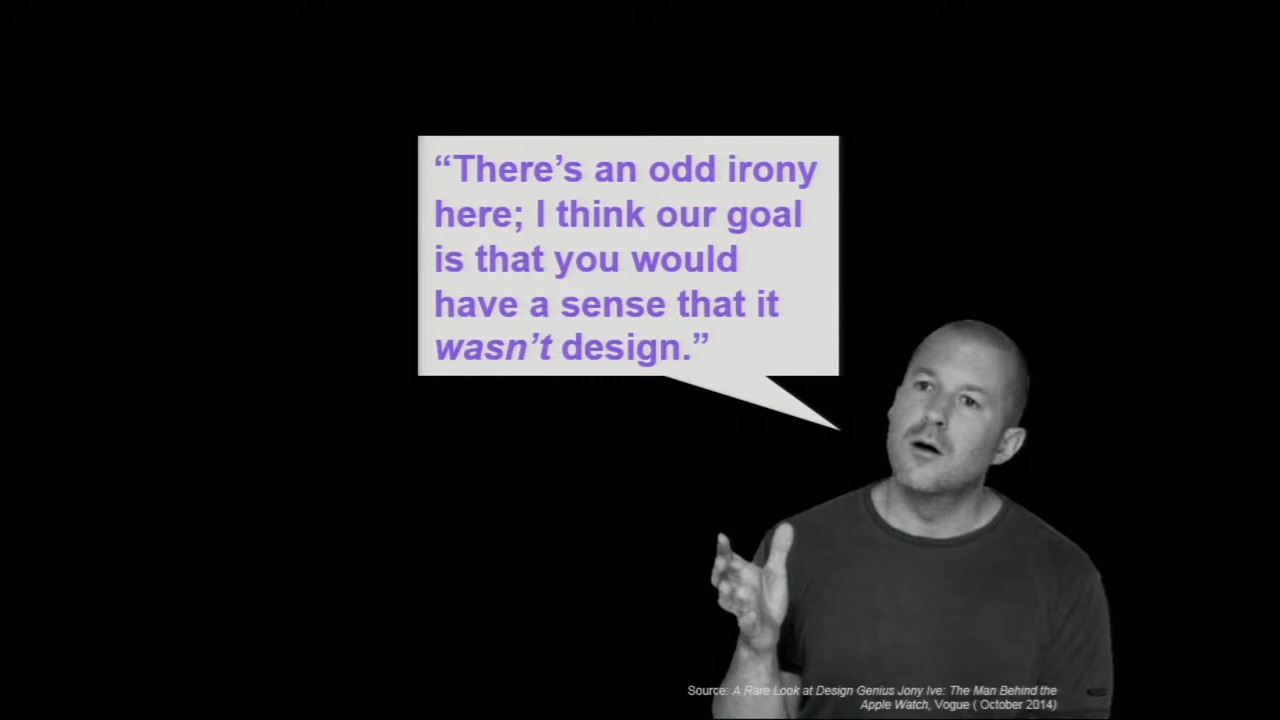 “There’s an odd irony
here; I think our goal
is that you would
have a sense that it
wasn’t design.”
Source: A Rare Look at Design Genius Jony Ive: The Man Behind the
Apple Watch, Vogue ( October 2014)